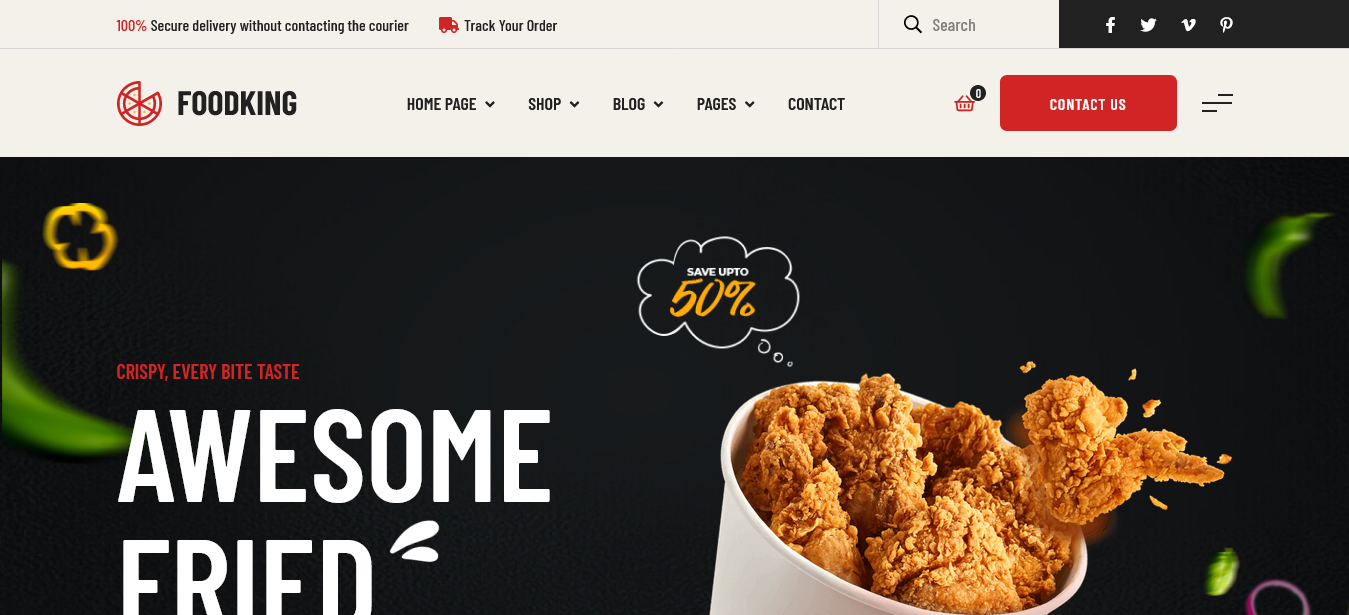 100% Secure delivery without contacting the courier
Track Your Order
Search
FOODKING
HOME PAGE
SHOP
BLOG
PAGES
CONTACT
0
CONTACT US
SAVE UPTO
50%
CRISPY, EVERY BITE TASTE
AWESOME
FRIED